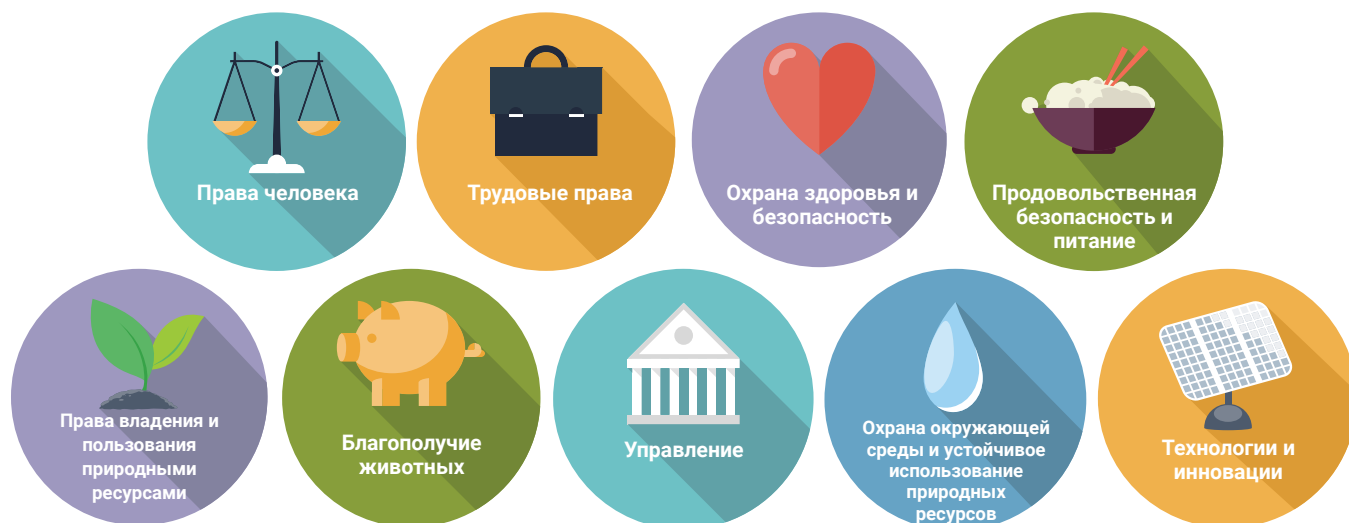 Права человека
Трудовые права
Охрана здоровья и
безопасность
Продовольственная
безопасность и
питание
Права владения и
пользования
природными
ресурсами
Благополучие
животных
Управление
Охрана окружающей
среды и устойчивое
использование
природных
ресурсов
Технологии и
инновации